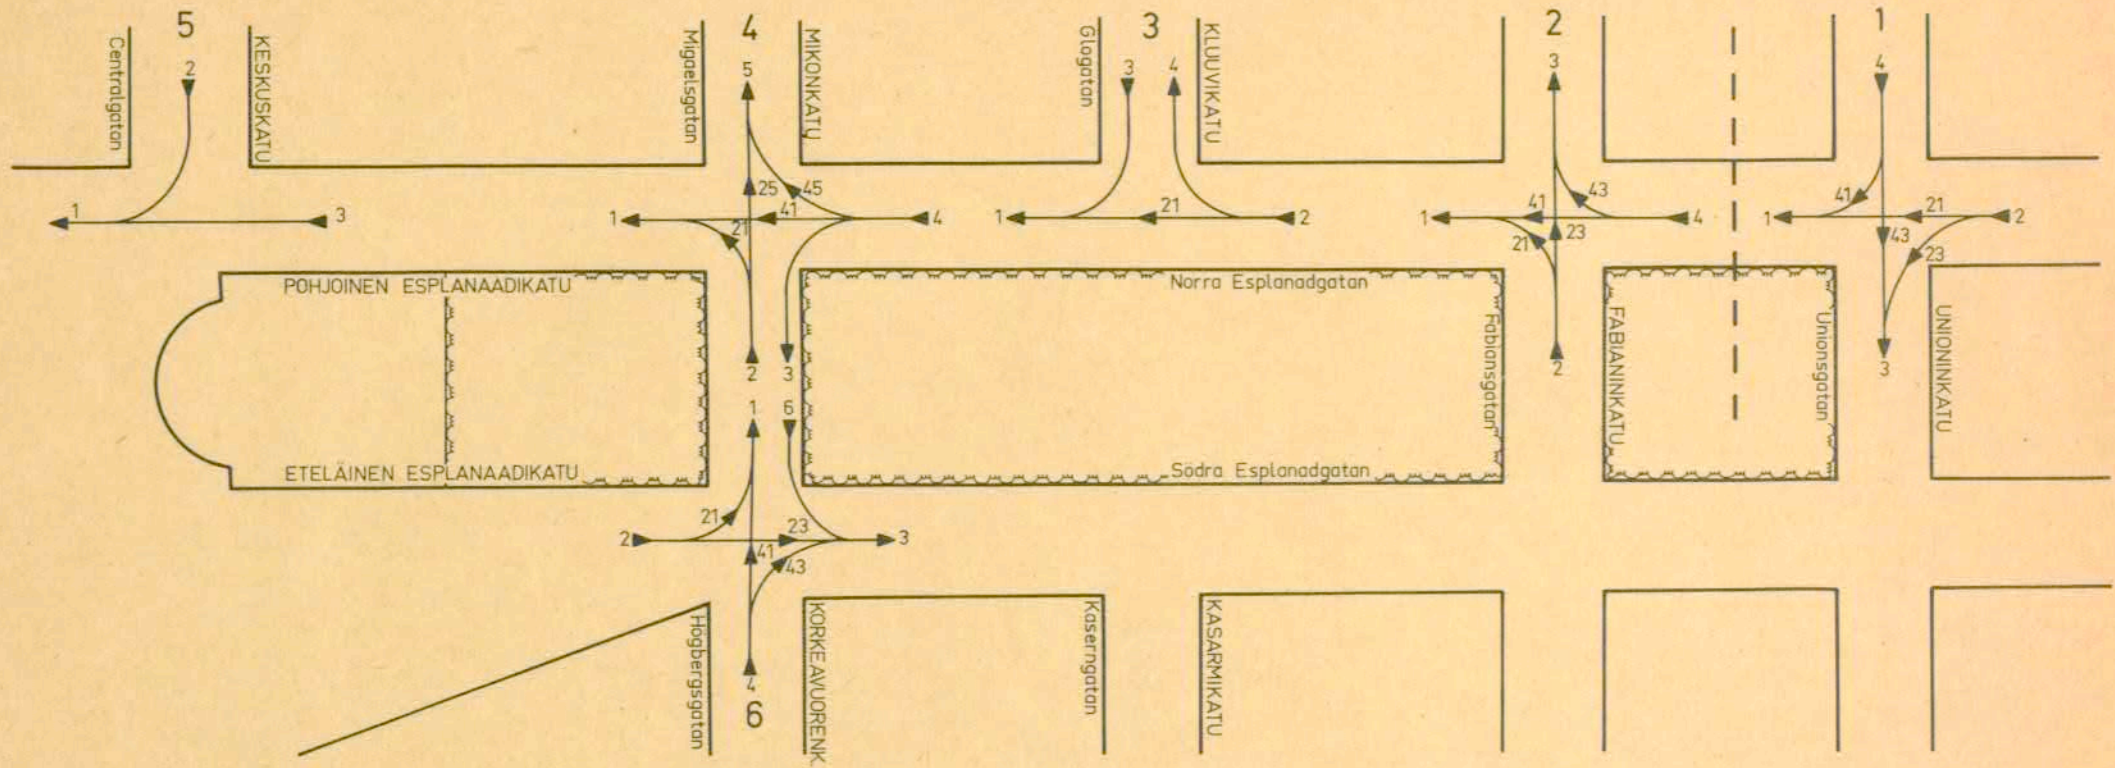 5
4
3
2
1
Centralgatan
KESKUSKATU
Migaelsgatan
MIKONKATU
Glogatan
KLUUVIKATU
2
5
3
4
3
4
1
3
1
25
45
41
21
4
1
21
2
1
41
43
21
23
4
1
41
21
43
23
2
POHJOINEN ESPLANAADIKATU
Norra Esplanadgatan
Fabiansgatan
FABIANINKATU
Unionsgatan
UNIONINKATU
2
3
2
3
1
6
ETELÄINEN ESPLANAADIKATU
Södra Esplanadgatan
2
21
23
3
41
43
4
6
Högbergsgatan
KORKEAVUORENK.
Kaserngatan
KASARMIKATU